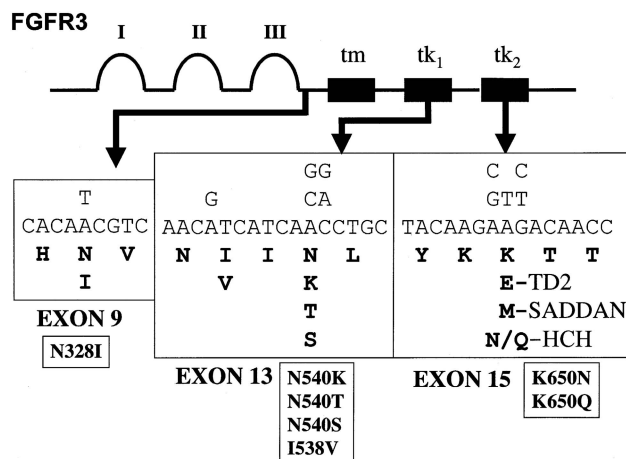 FGFR3
I II III tm tk1 tk2
T
CACAACGTC
H N V
I
EXON 9
N328I
GG
G CA
AACATCATCAACCTGC
N I I N L
V K
T
S
EXON 13
N540K
N540T
N540S
I538V
C C
GTT
TACAAGAAGACAACC
Y K K T T
E-TD2
M-SADDAN
N/Q-HCH
EXON 15
K650N
K650Q